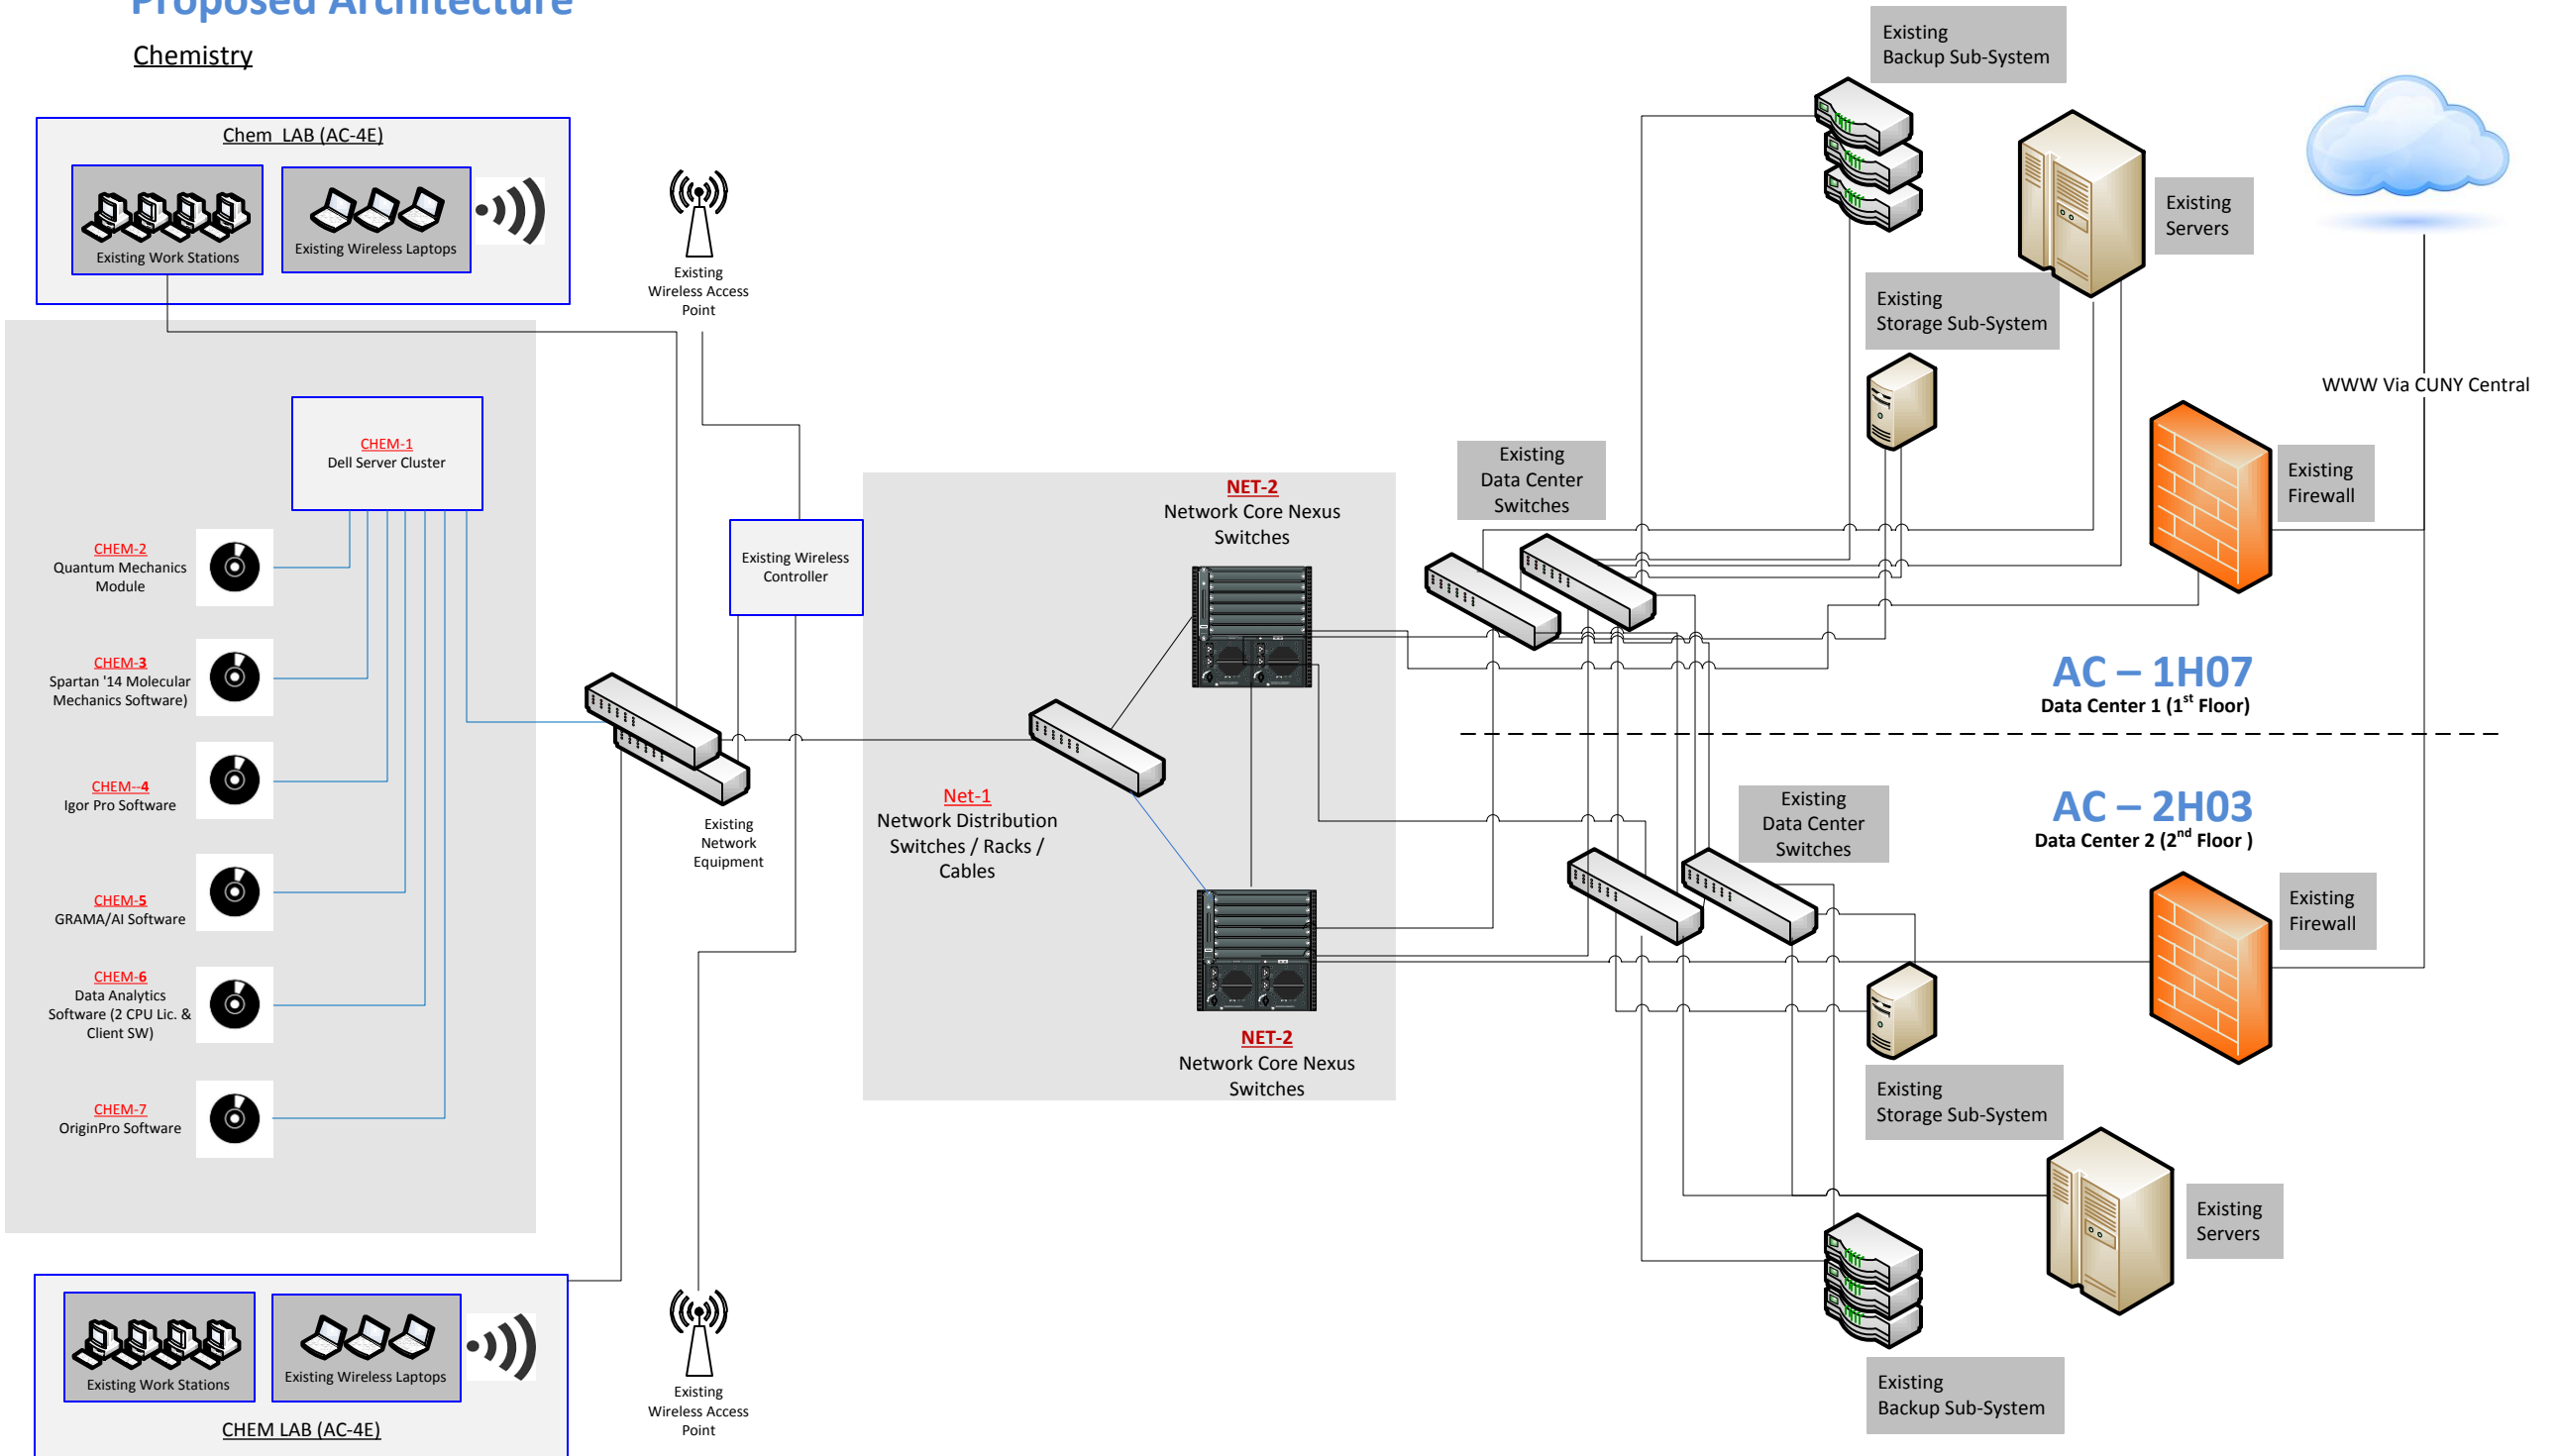 Proposed Architecture
Chemistry
Chem  LAB (AC-4E)
Existing Work Stations
Existing Wireless Laptops
Existing
Wireless Access
Point
CHEM-1
Dell Server Cluster
CHEM-2
Quantum Mechanics
Module
CHEM-3
Spartan '14 Molecular
Mechanics Software)
CHEM--4
Igor Pro Software
CHEM-5
GRAMA/AI Software
CHEM-6
Data Analytics
Software (2 CPU Lic. &
Client SW)
CHEM-7
OriginPro Software
Existing Work Stations
Existing Wireless Laptops
CHEM LAB (AC-4E)
Existing Wireless
Controller
Existing
Network
Equipment
Existing
Wireless Access
Point
NET-2
Network Core Nexus
Switches
Net-1
Network Distribution
Switches / Racks /
Cables
NET-2
Network Core Nexus
Switches
Existing
Backup Sub-System
Existing
Servers
Existing
Storage Sub-System
WWW Via CUNY Central
Existing
Data Center
Switches
Existing
Firewall
AC – 1H07
Data Center 1 (1st Floor)
AC – 2H03
Data Center 2 (2nd Floor )
Existing
Data Center
Switches
Existing
Firewall
Existing
Storage Sub-System
Existing
Servers
Existing
Backup Sub-System